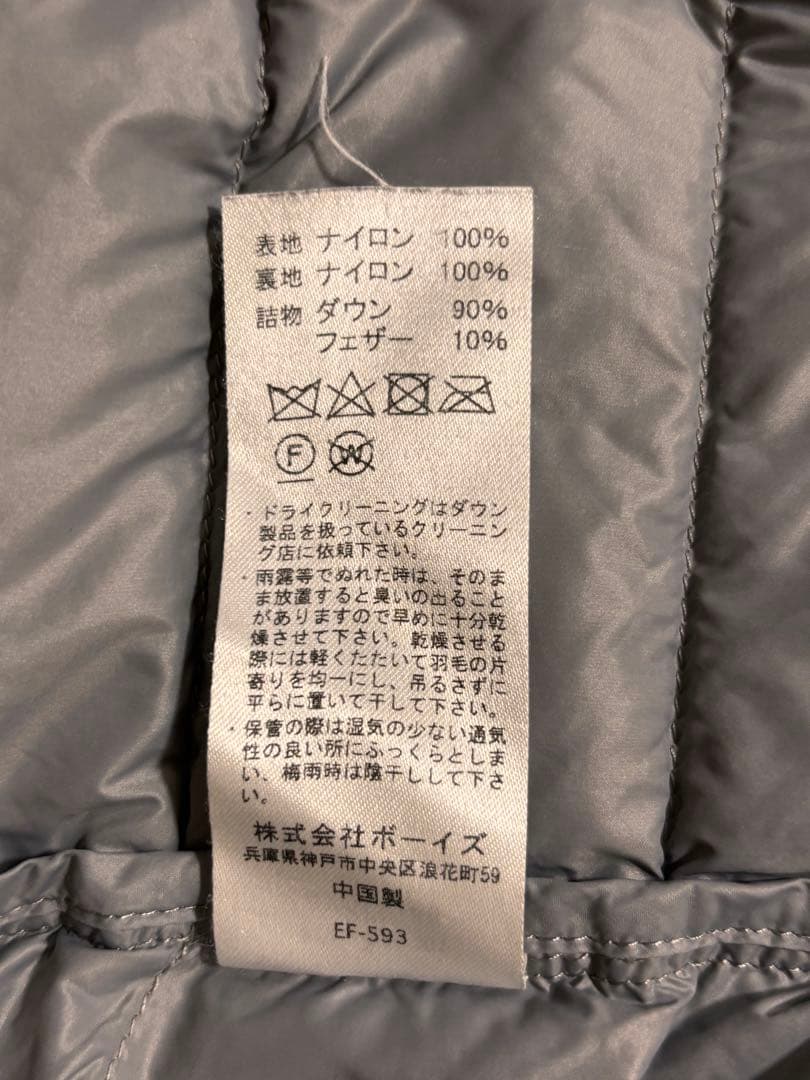 表地 ナイロン 100%
裏地 ナイロン 100%
詰物 ダウン 90%
フェザー 10%
F W
・ドライクリーニングはダウン
製品を扱っているクリーニン
グ店に依頼下さい。
・雨露等でぬれた時は、そのま
ま放置すると臭いの出ること
がありますので早めに十分乾
燥させて下さい。乾燥させる
際には軽くたたいて羽毛の片
寄りを均一にし、吊るさずに
平らに置いて干して下さい。
・保管の際は湿気の少ない通気
性の良い所にふっくらとしま
い、梅雨時は陰干しして下さ
い。
株式会社ボーイズ
兵庫県神戸市中央区浪花町59
中国製
EF-593